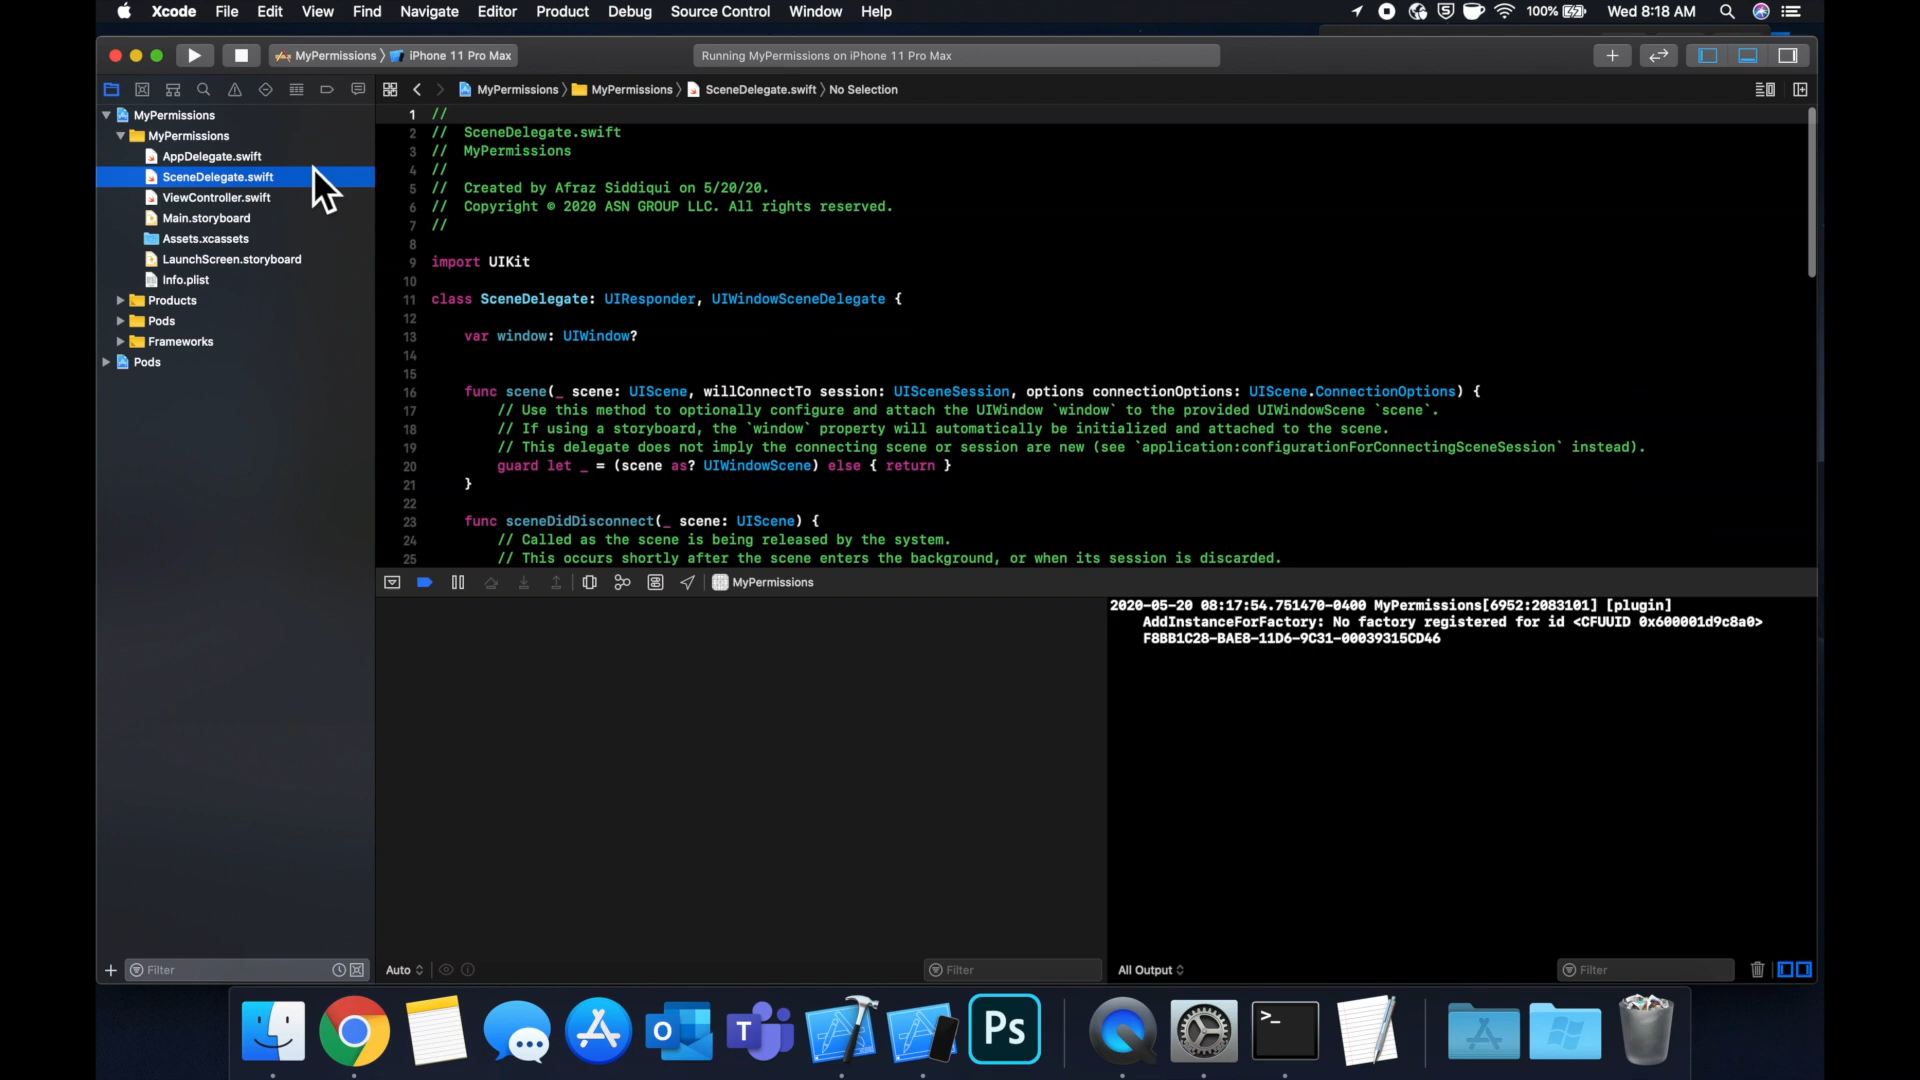 Xcode File Edit View Find Navigate Editor Product Debug Source Control Window Help
100% Wed 8:18 AM
MyPermissions iPhone 11 Pro Max
Running MyPermissions on iPhone 11 Pro Max
MyPermissions MyPermissions SceneDelegate.swift No Selection
MyPermissions
MyPermissions
AppDelegate.swift
SceneDelegate.swift
ViewController.swift
Main.storyboard
Assets.xcassets
LaunchScreen.storyboard
Info.plist
Products
Pods
Frameworks
Pods
1 //
2 // SceneDelegate.swift
3 // MyPermissions
4 //
5 // Created by Afraz Siddiqui on 5/20/20.
6 // Copyright © 2020 ASN GROUP LLC. All rights reserved.
7 //
8
9 import UIKit
10
11 class SceneDelegate: UIResponder, UIWindowSceneDelegate {
12
13 var window: UIWindow?
14
15
16 func scene(_ scene: UIScene, willConnectTo session: UISceneSession, options connectionOptions: UIScene.ConnectionOptions) {
17 // Use this method to optionally configure and attach the UIWindow `window` to the provided UIWindowScene `scene`.
18 // If using a storyboard, the `window` property will automatically be initialized and attached to the scene.
19 // This delegate does not imply the connecting scene or session are new (see `application:configurationForConnectingSceneSession` instead).
20 guard let _ = (scene as? UIWindowScene) else { return }
21 }
22
23 func sceneDidDisconnect(_ scene: UIScene) {
24 // Called as the scene is being released by the system.
25 // This occurs shortly after the scene enters the background, or when its session is discarded.
MyPermissions
2020-05-20 08:17:54.751470-0400 MyPermissions[6952:2083101] [plugin]
AddInstanceForFactory: No factory registered for id <CFUUID 0x600001d9c8a0>
F8BB1C28-BAE8-11D6-9C31-00039315CD46
Filter
Auto
Filter
All Output
Filter
O
T
Ps
>_